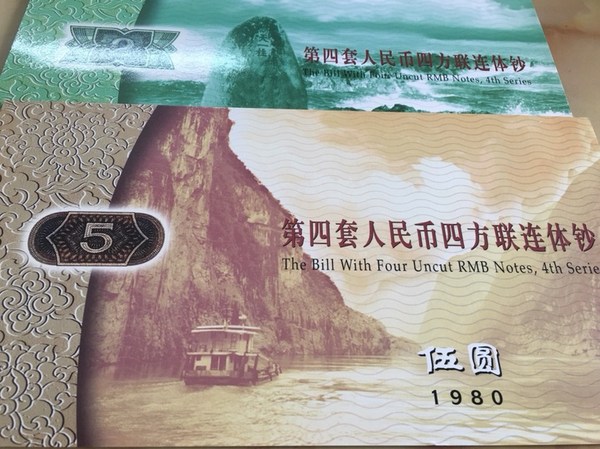 2
天
第四套人民币四方联连体钞
The Bill With Four Uncut RMB Notes, 4th Series
5
第四套人民币四方联连体钞
The Bill With Four Uncut RMB Notes, 4th Series
伍圆
1980